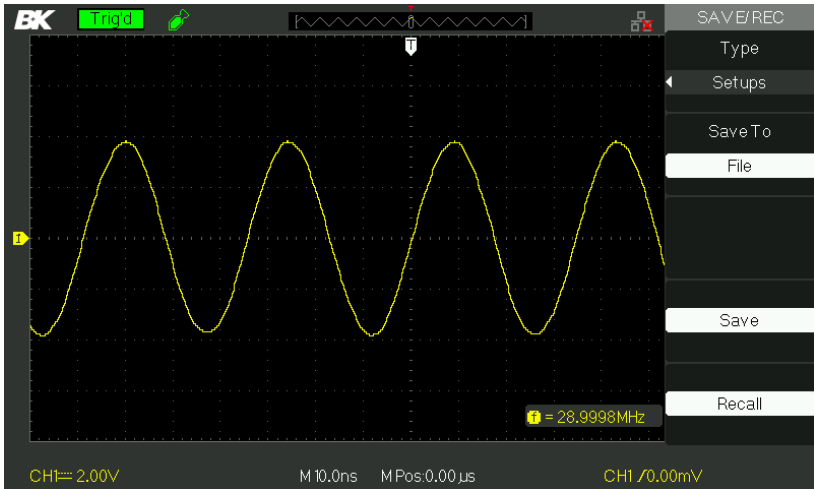 BK Trig'd SAVE/REC
T
T
Type
Setups
Save To
File
1
Save
Recall
f = 28.9998MHz
CH1 2.00V M 10.0ns M Pos:0.00µs CH1 /0.00mV